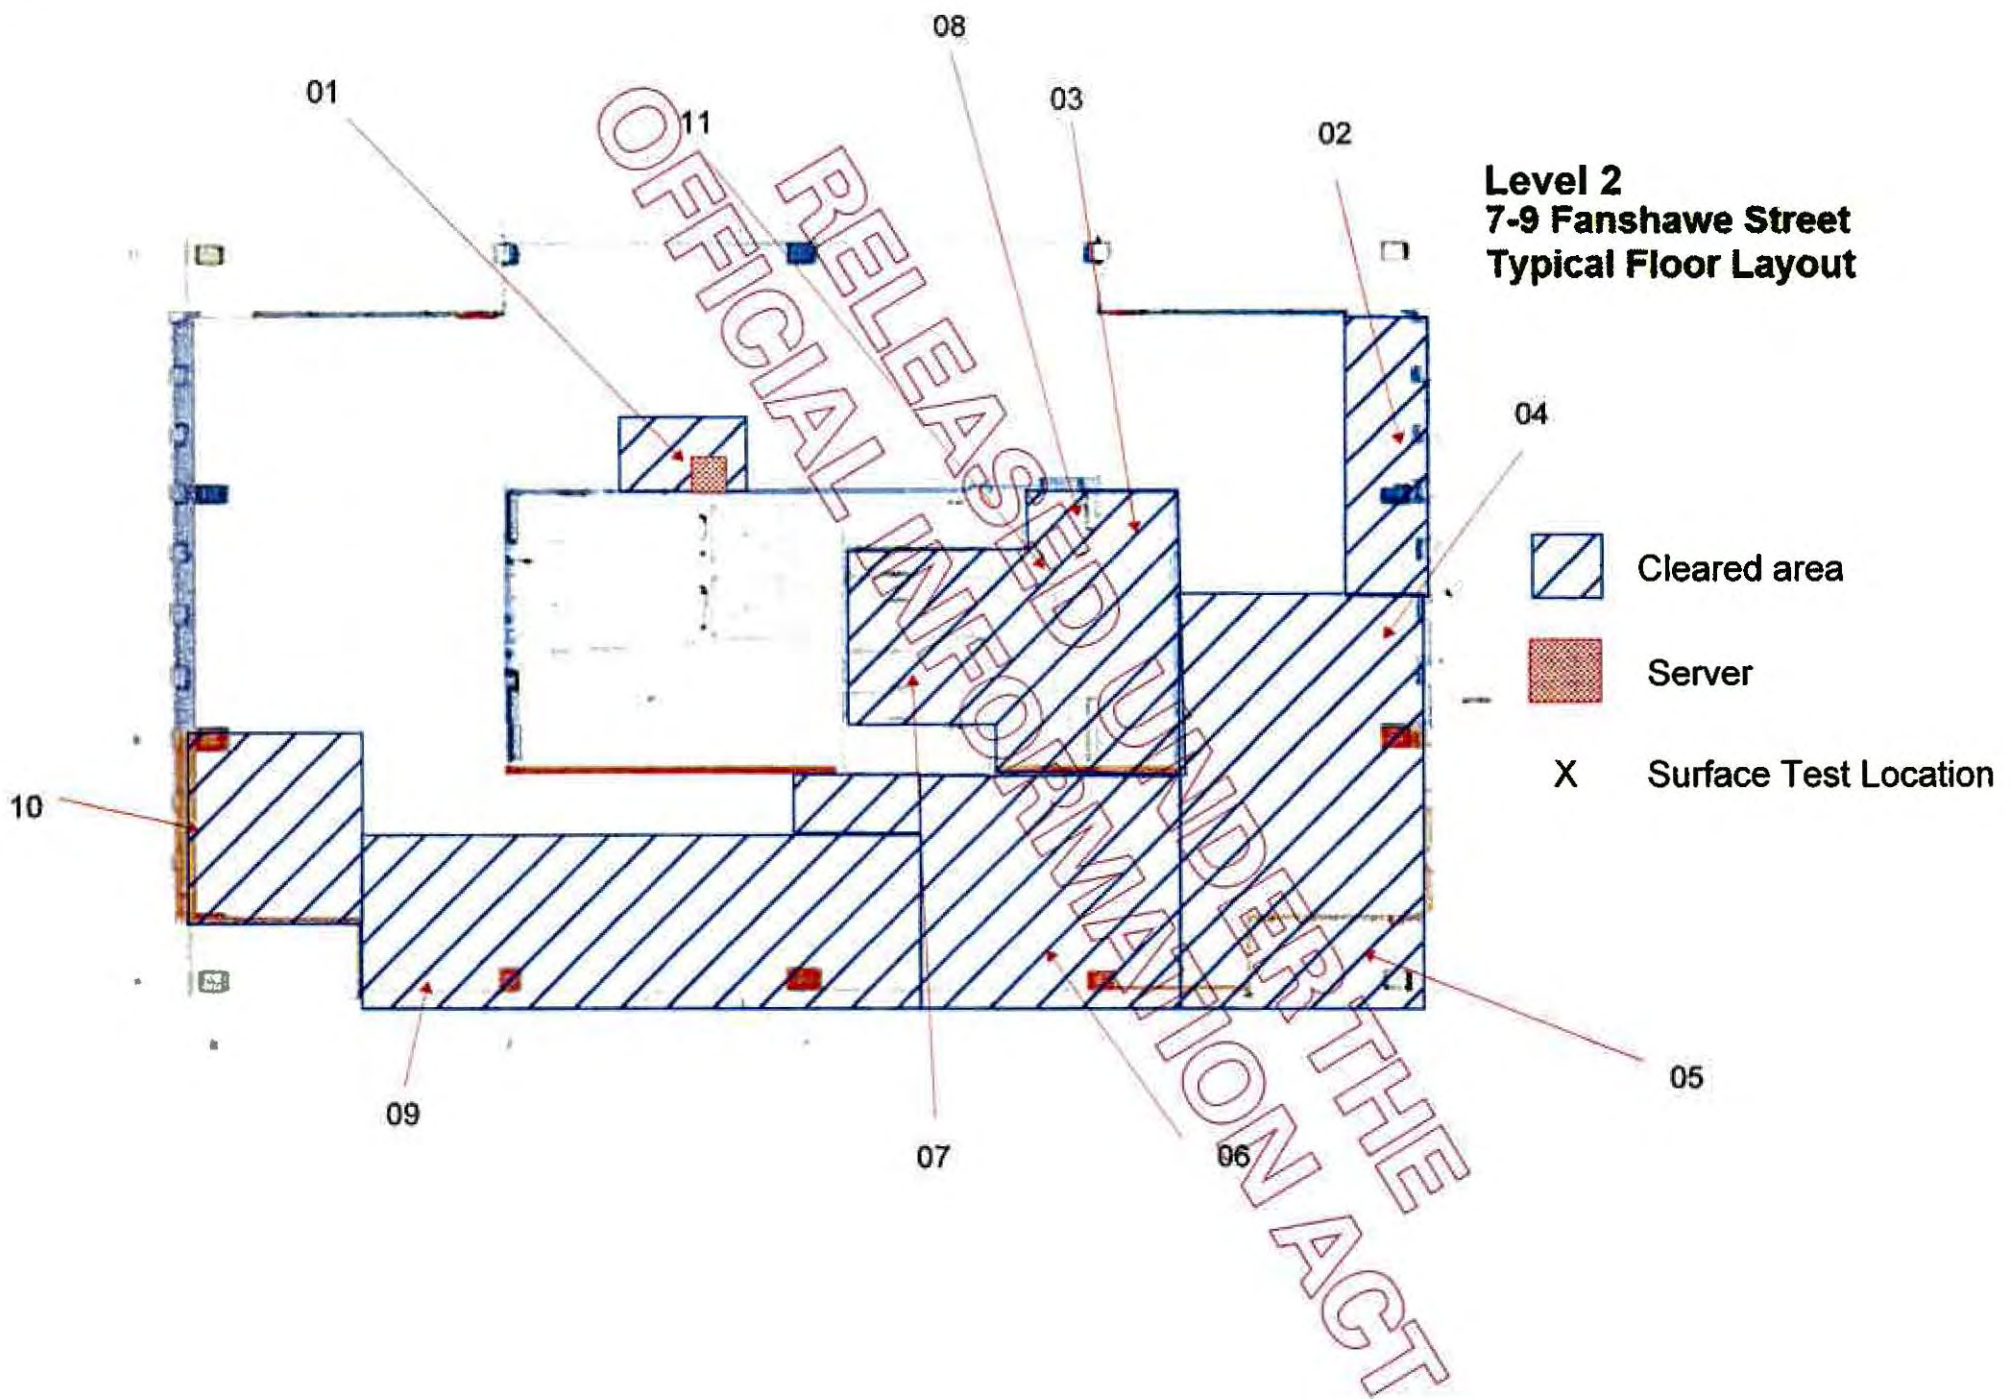 08
01
03
11
02
Level 2
7-9 Fanshawe Street
Typical Floor Layout
04
Cleared area
Server
X Surface Test Location
10
05
09
07
06
RELEASED UNDER THE
OFFICIAL INFORMATION ACT